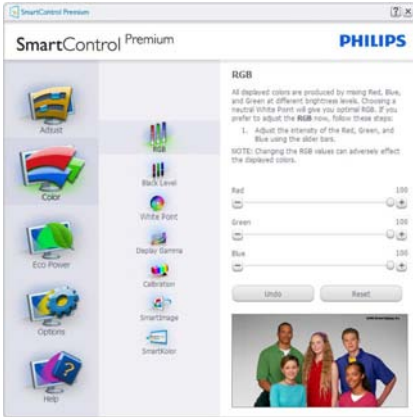 SmartControl Premium
SmartControl Premium
PHILIPS
Adjust
Color
Eco Power
Options
Help
RGB
Black Level
White Point
Display Gamma
Calibration
SmartImage
SmartKolor
RGB
All displayed colors are produced by mixing Red, Blue,
and Green at different brightness levels. Choosing a
neutral White Point will give you optimal RGB. If you
prefer to adjust the RGB now, follow these steps:
1. Adjust the intensity of the Red, Green, and
Blue using the slider bars.
NOTE: Changing the RGB values can adversely effect
the displayed colors.
Red 100
Green 100
Blue 100
Undo Reset